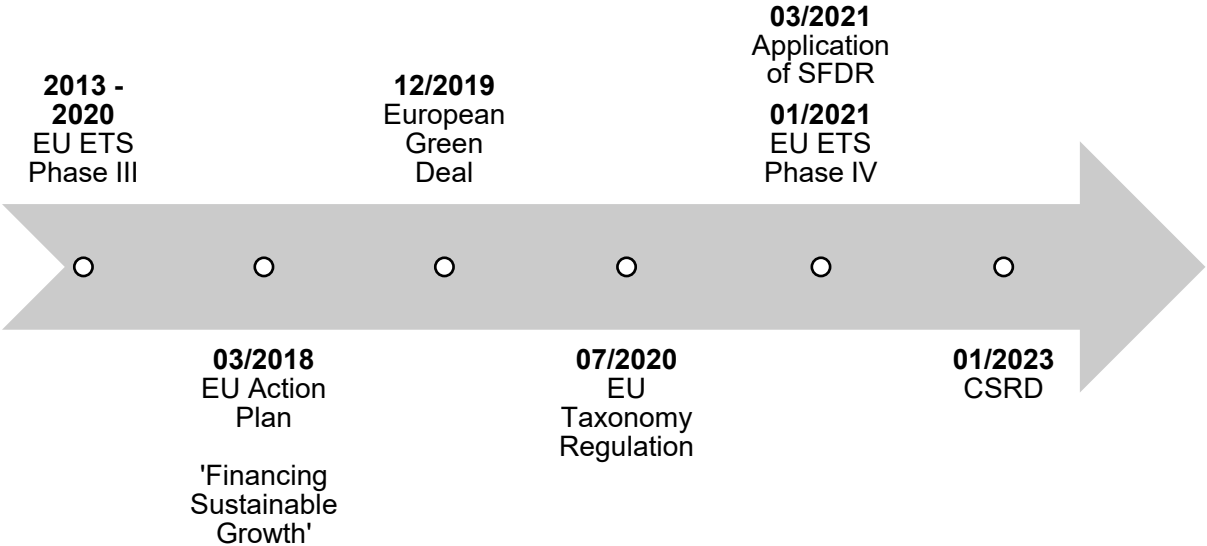 2013 -
2020
EU ETS
Phase III
03/2018
EU Action
Plan
'Financing
Sustainable
Growth'
12/2019
European
Green
Deal
07/2020
EU
Taxonomy
Regulation
03/2021
Application
of SFDR
01/2021
EU ETS
Phase IV
01/2023
CSRD